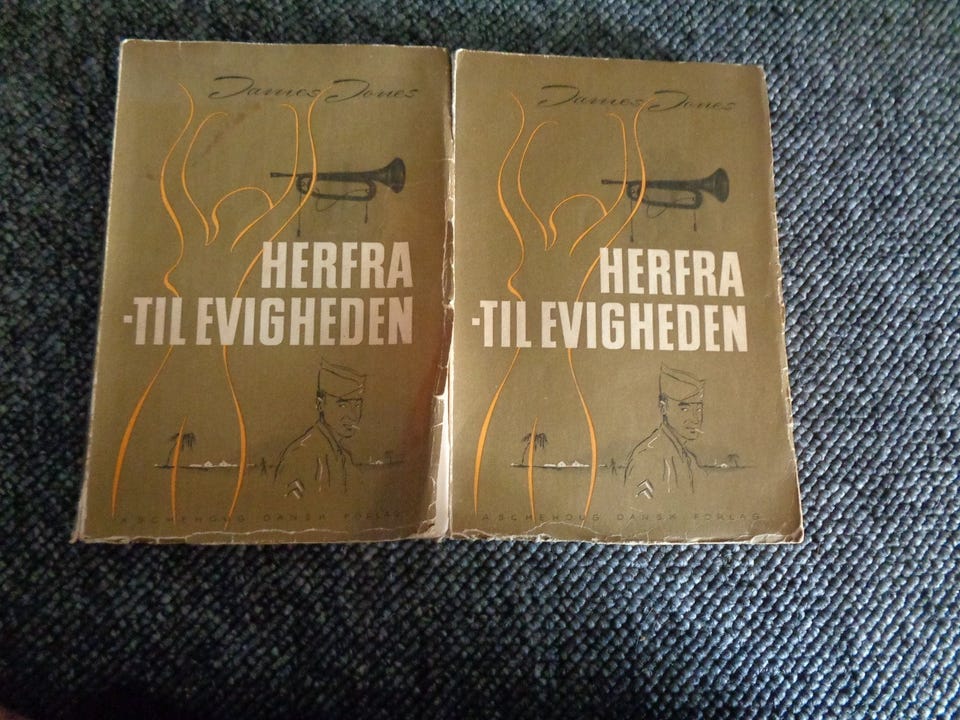 James Jones
HERFRA
-TIL EVIGHEDEN
ASCHEHOUG DANSK FORLAG
James Jones
HERFRA
-TIL EVIGHEDEN
ASCHEHOUG DANSK FORLAG